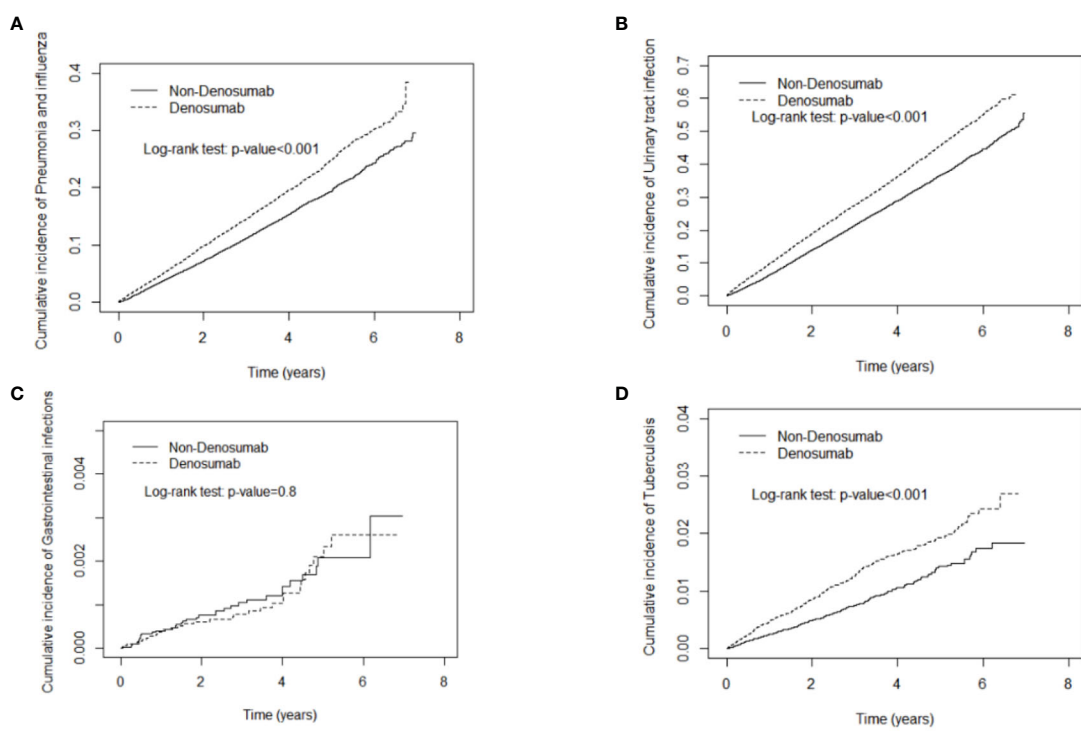 A
Cumulative incidence of Pneumonia and influenza
0.4
0.3
0.2
0.1
0.0
Non-Denosumab
Denosumab
Log-rank test: p-value<0.001
0 2 4 6 8
Time (years)
B
Cumulative incidence of Urinary tract infection
0.7
0.6
0.5
0.4
0.3
0.2
0.1
0.0
Non-Denosumab
Denosumab
Log-rank test: p-value<0.001
0 2 4 6 8
Time (years)
C
Cumulative incidence of Gastrointestinal infections
0.004
0.002
0.000
Non-Denosumab
Denosumab
Log-rank test: p-value=0.8
0 2 4 6 8
Time (years)
D
Cumulative incidence of Tuberculosis
0.04
0.03
0.02
0.01
0.00
Non-Denosumab
Denosumab
Log-rank test: p-value<0.001
0 2 4 6 8
Time (years)